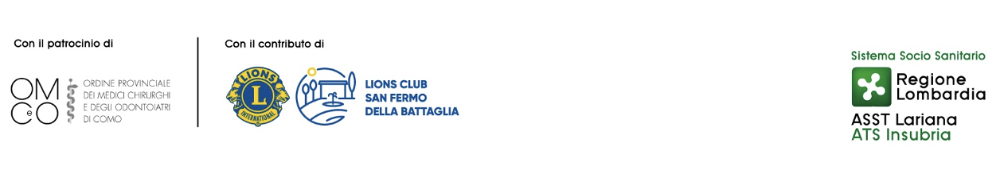 Con il patrocinio di
OM
CeO
ORDINE PROVINCIALE
DEI MEDICI CHIRURGHI
E DEGLI ODONTOIATRI
DI COMO
Con il contributo di
LIONS
L
INTERNATIONAL
LIONS CLUB
SAN FERMO
DELLA BATTAGLIA
Sistema Socio Sanitario
Regione
Lombardia
ASST Lariana
ATS Insubria